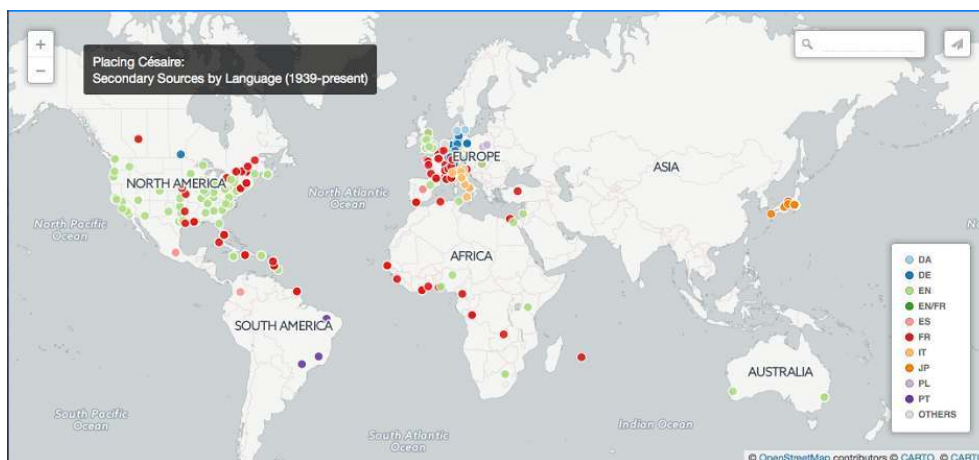 +
−
Placing Césaire:
Secondary Sources by Language (1939-present)
EUROPE
ASIA
NORTH AMERICA
North Atlantic
Ocean
North Pacific
Ocean
AFRICA
SOUTH AMERICA
AUSTRALIA
South Pacific
Ocean
South Atlantic
Ocean
Indian Ocean
DA
DE
EN
EN/FR
ES
FR
IT
JP
PL
PT
OTHERS
© OpenStreetMap contributors © CARTO, © CART